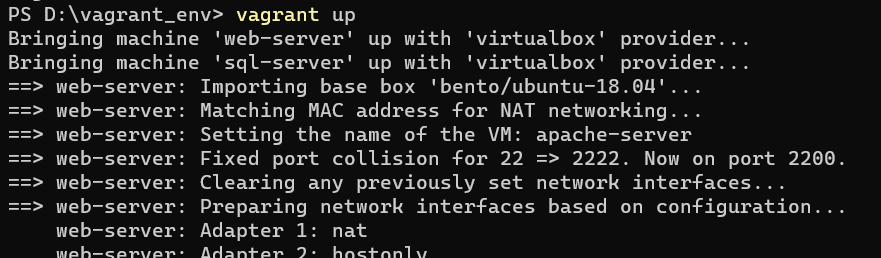 PS D:\vagrant_env> vagrant up
Bringing machine 'web-server' up with 'virtualbox' provider...
Bringing machine 'sql-server' up with 'virtualbox' provider...
==> web-server: Importing base box 'bento/ubuntu-18.04'...
==> web-server: Matching MAC address for NAT networking...
==> web-server: Setting the name of the VM: apache-server
==> web-server: Fixed port collision for 22 => 2222. Now on port 2200.
==> web-server: Clearing any previously set network interfaces...
==> web-server: Preparing network interfaces based on configuration...
    web-server: Adapter 1: nat
    web-server: Adapter 2: hostonly